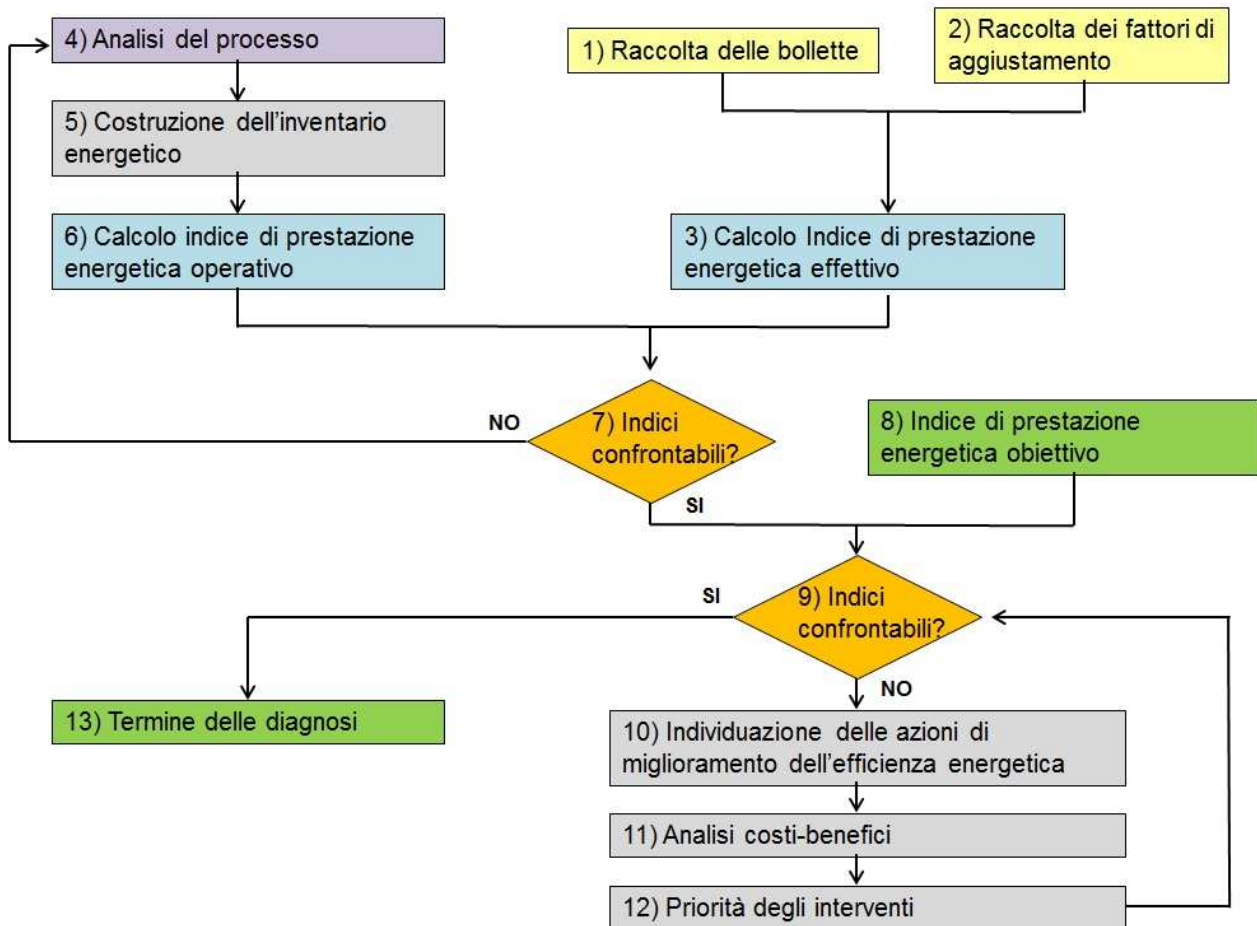 4) Analisi del processo
1) Raccolta delle bollette
2) Raccolta dei fattori di
aggiustamento
5) Costruzione dell'inventario
energetico
6) Calcolo indice di prestazione
energetica operativo
3) Calcolo Indice di prestazione
energetica effettivo
NO
7) Indici
confrontabili?
8) Indice di prestazione
energetica obiettivo
SI
SI
9) Indici
confrontabili?
NO
13) Termine delle diagnosi
10) Individuazione delle azioni di
miglioramento dell'efficienza energetica
11) Analisi costi-benefici
12) Priorità degli interventi